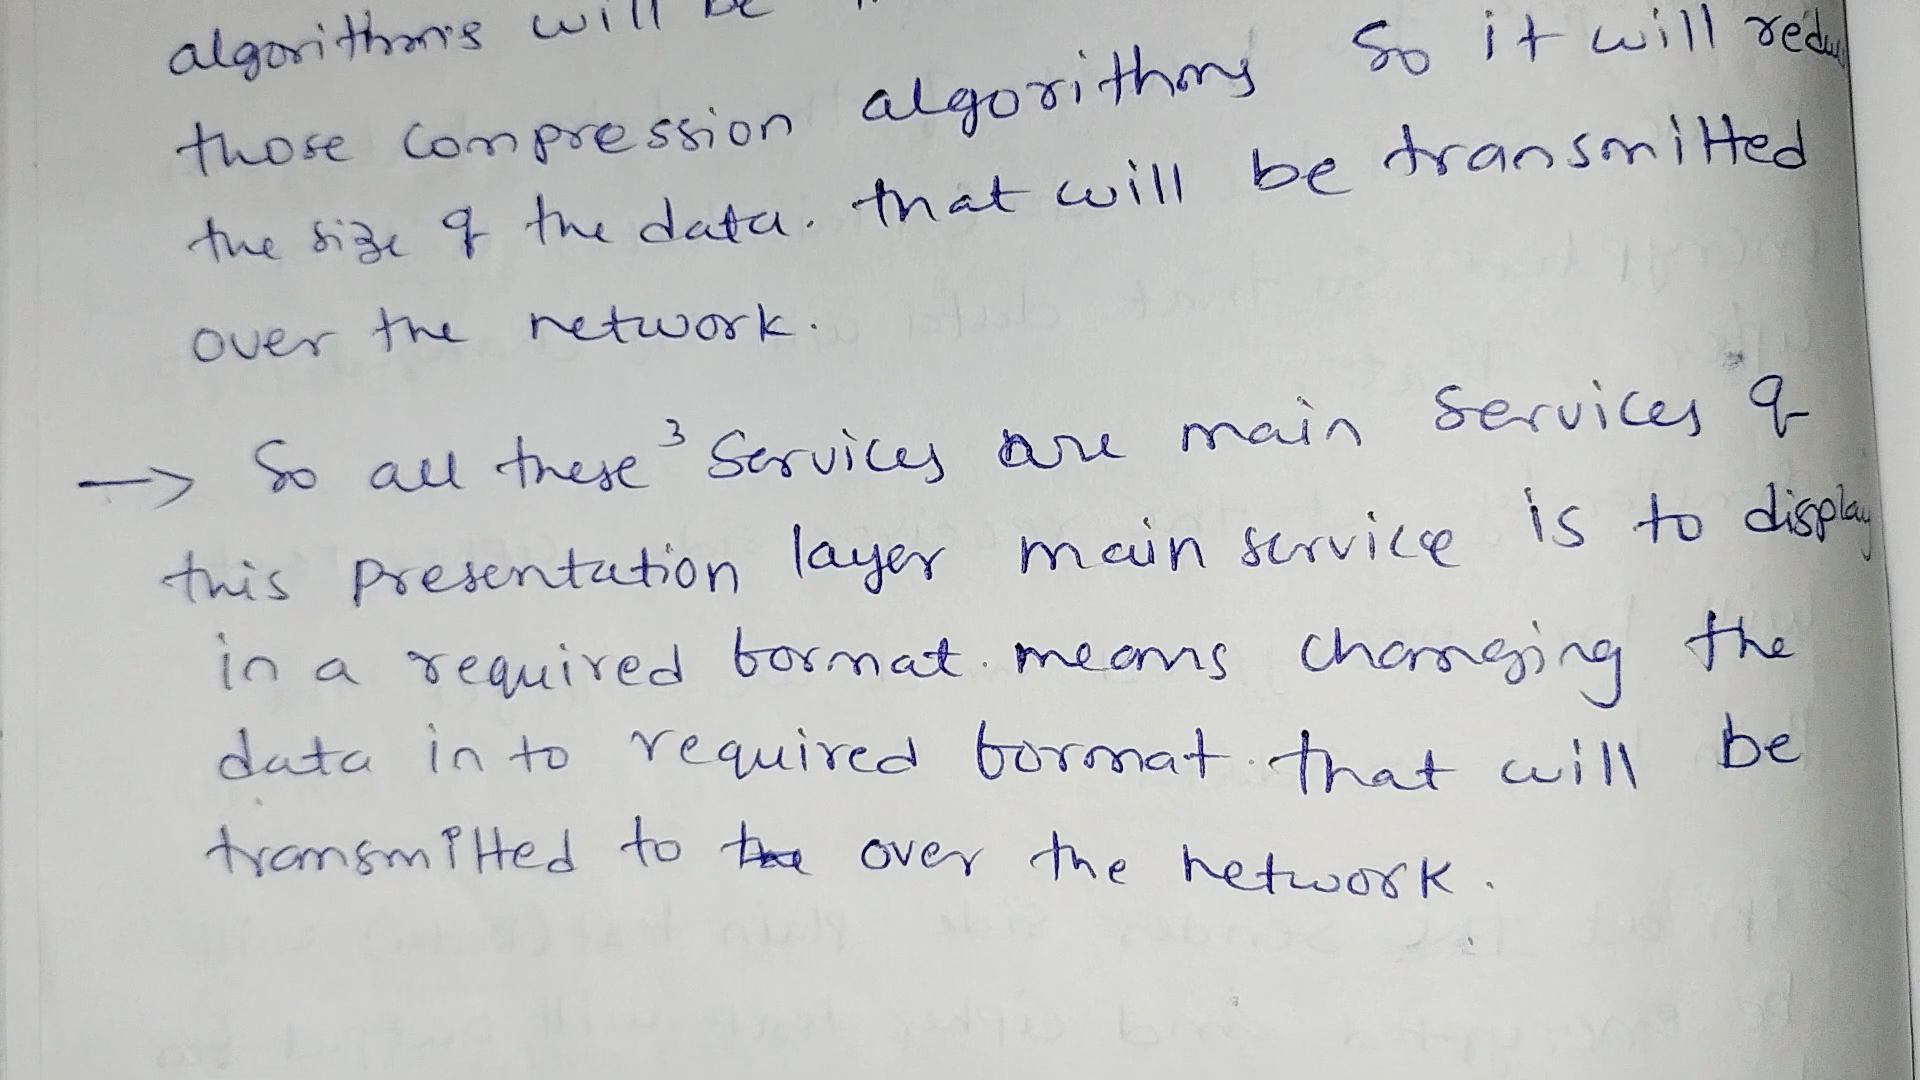 algorithms will be
those compression algorithms so it will redu
the size of the data. that will be transmitted
over the network.
→ So all these 3 services are main services of
this presentation layer main service is to display
in a required format. means changing the
data in to required format. that will be
transmitted to the over the network.